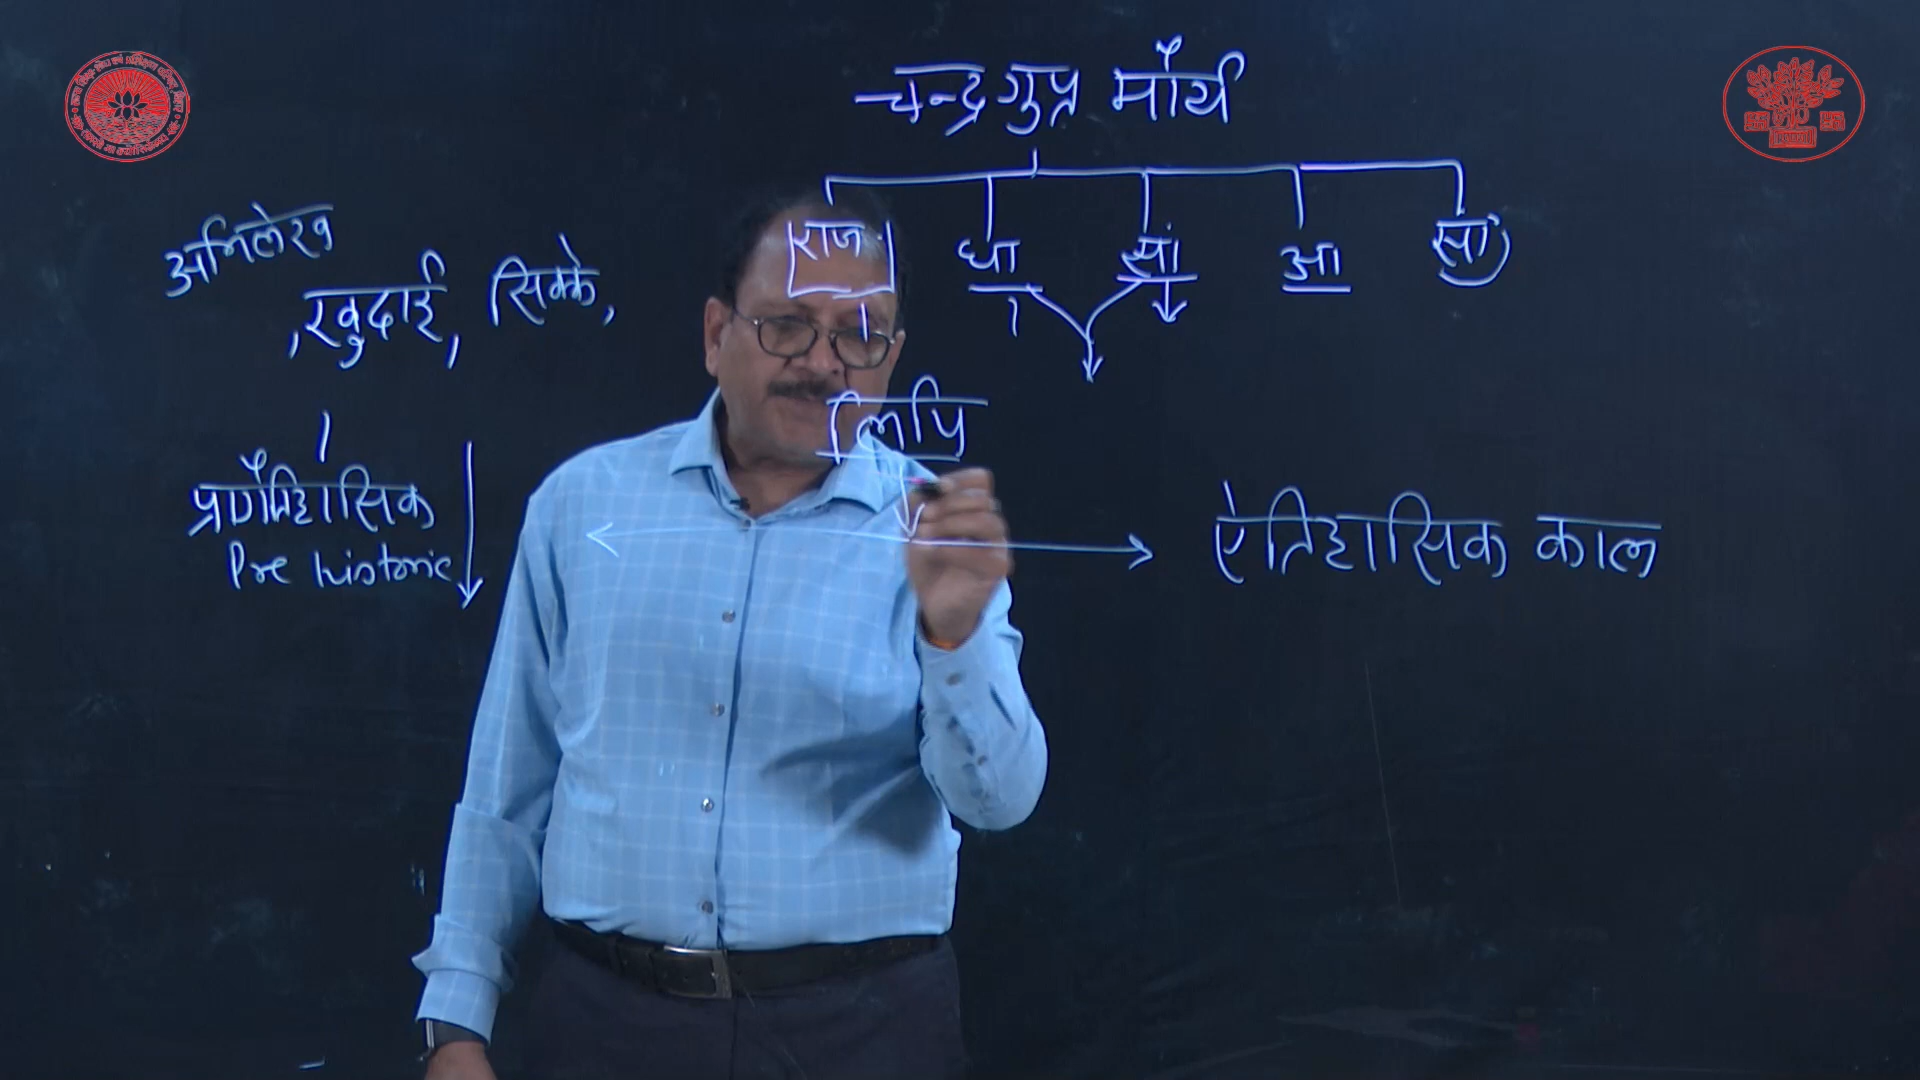 चन्द्रगुप्त मौर्य
राज. धा सां आ सां
अभिलेख
, खुदाई, सिक्के,
लिपि
प्रागैतिहासिक
Pre historic
ऐतिहासिक काल